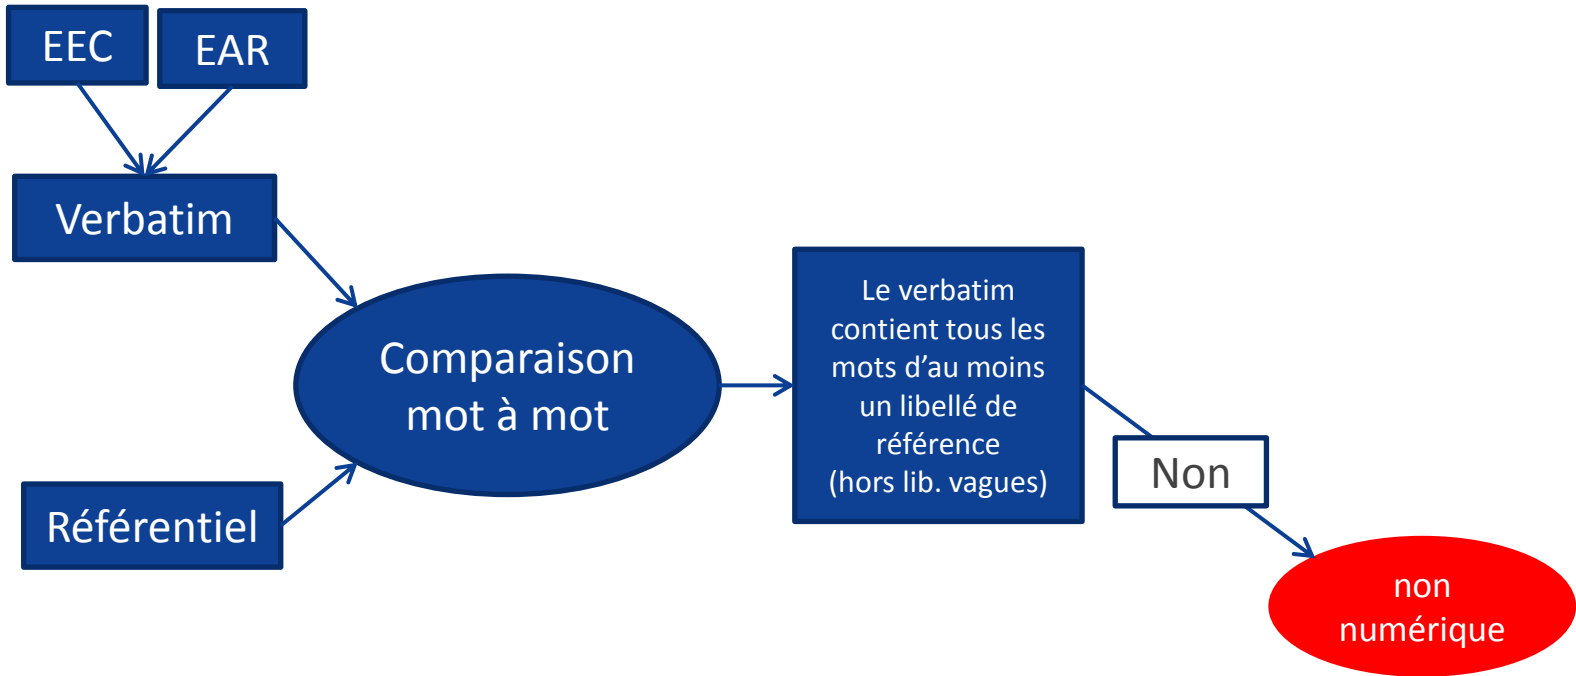 EEC
EAR
Verbatim
Comparaison
mot à mot
Référentiel
Le verbatim
contient tous les
mots d’au moins
un libellé de
référence
(hors lib. vagues)
Non
non
numérique